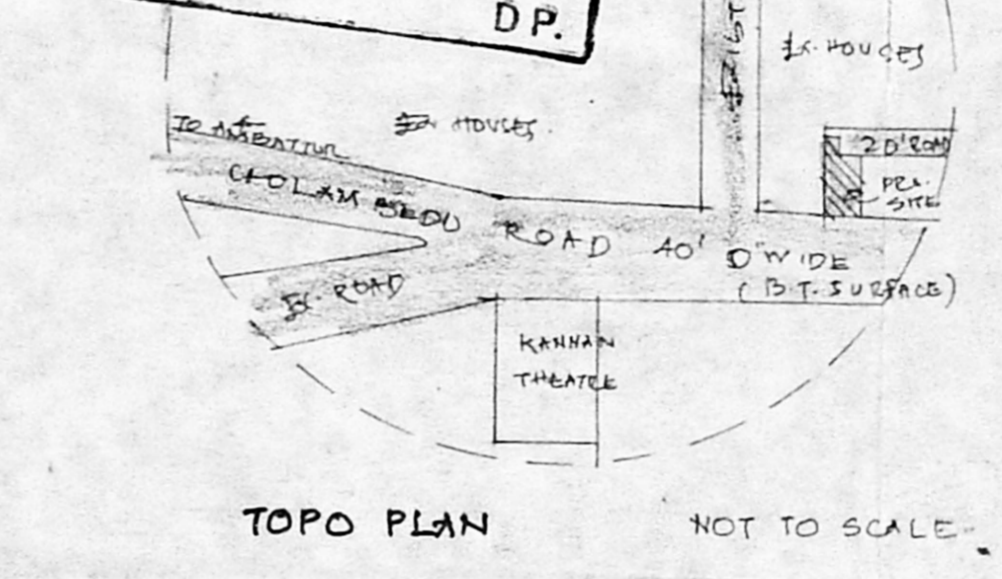 DP.
EX. HOUSES
EX. HOUSES.
TO AMBATTUR
20'ROAD
CHOLAMBEDU ROAD 40' 0" WIDE
PRO.
SITE
(B.T. SURFACE)
EX. ROAD
KANNAN
THEATRE
TOPO PLAN
NOT TO SCALE